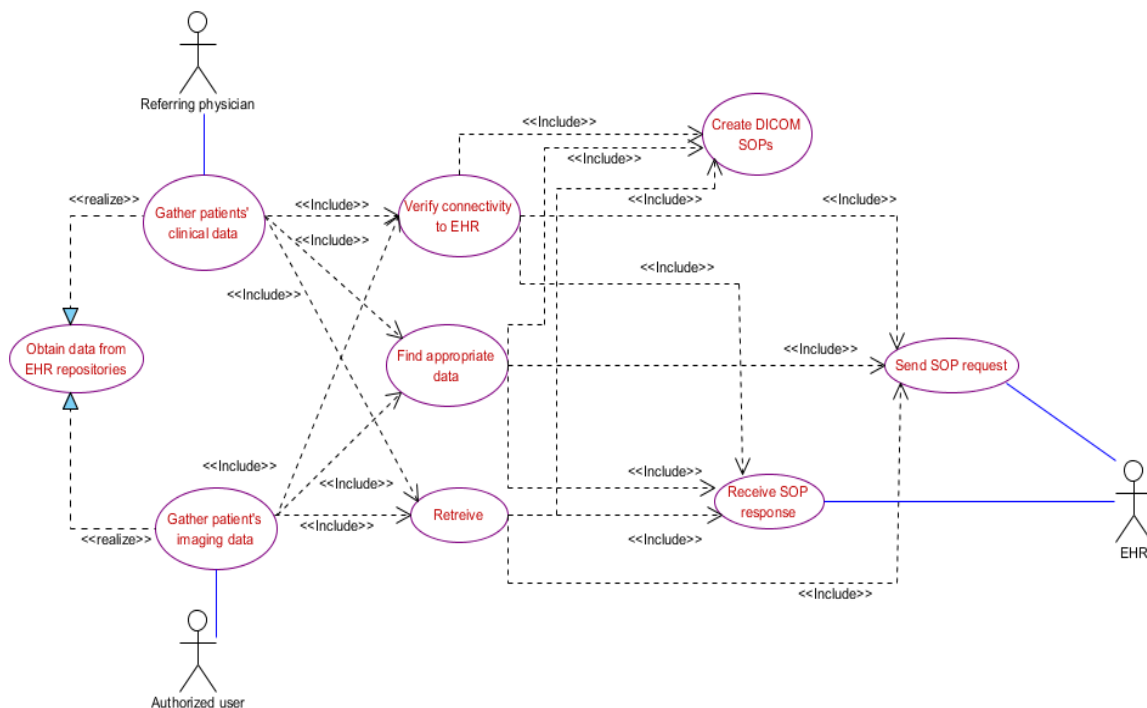 Referring physician
<<Include>>
Create DICOM
SOPs
<<Include>>
<<realize>>
Gather patients'
clinical data
<<Include>>
Verify connectivity
to EHR
<<Include>>
<<Include>>
<<Include>>
<<Include>>
<<Include>>
Obtain data from
EHR repositories
Find appropriate
data
<<Include>>
Send SOP request
<<Include>>
<<Include>>
<<Include>>
Gather patient's
imaging data
<<Include>>
Retreive
Receive SOP
response
<<realize>>
<<Include>>
EHR
<<Include>>
Authorized user